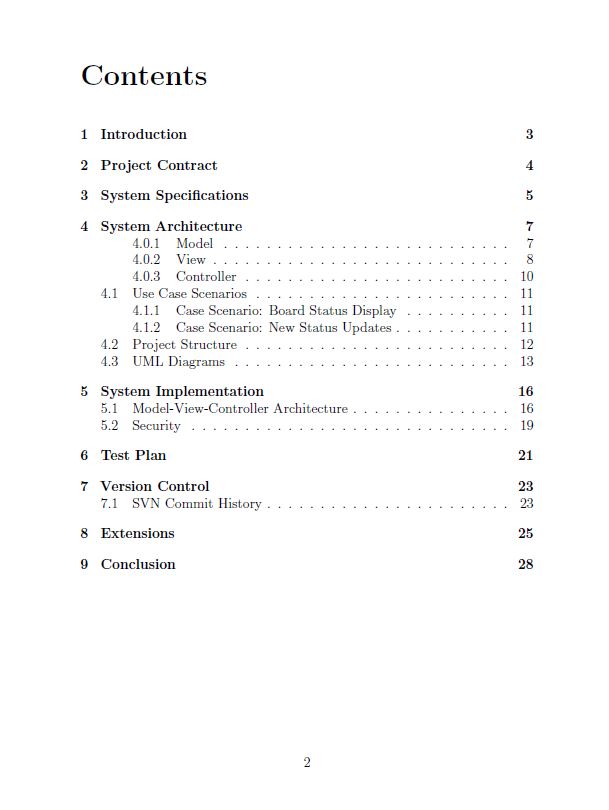 Contents
1 Introduction 3
2 Project Contract 4
3 System Specifications 5
4 System Architecture 7
4.0.1 Model . . . . . . . . . . . . . . . . . . . . . . . . . . . 7
4.0.2 View . . . . . . . . . . . . . . . . . . . . . . . . . . . . 8
4.0.3 Controller . . . . . . . . . . . . . . . . . . . . . . . . . 10
4.1 Use Case Scenarios . . . . . . . . . . . . . . . . . . . . . . . . 11
4.1.1 Case Scenario: Board Status Display . . . . . . . . . . 11
4.1.2 Case Scenario: New Status Updates . . . . . . . . . . . 11
4.2 Project Structure . . . . . . . . . . . . . . . . . . . . . . . . . 12
4.3 UML Diagrams . . . . . . . . . . . . . . . . . . . . . . . . . . 13
5 System Implementation 16
5.1 Model-View-Controller Architecture . . . . . . . . . . . . . . . 16
5.2 Security . . . . . . . . . . . . . . . . . . . . . . . . . . . . . . 19
6 Test Plan 21
7 Version Control 23
7.1 SVN Commit History . . . . . . . . . . . . . . . . . . . . . . . 23
8 Extensions 25
9 Conclusion 28
2